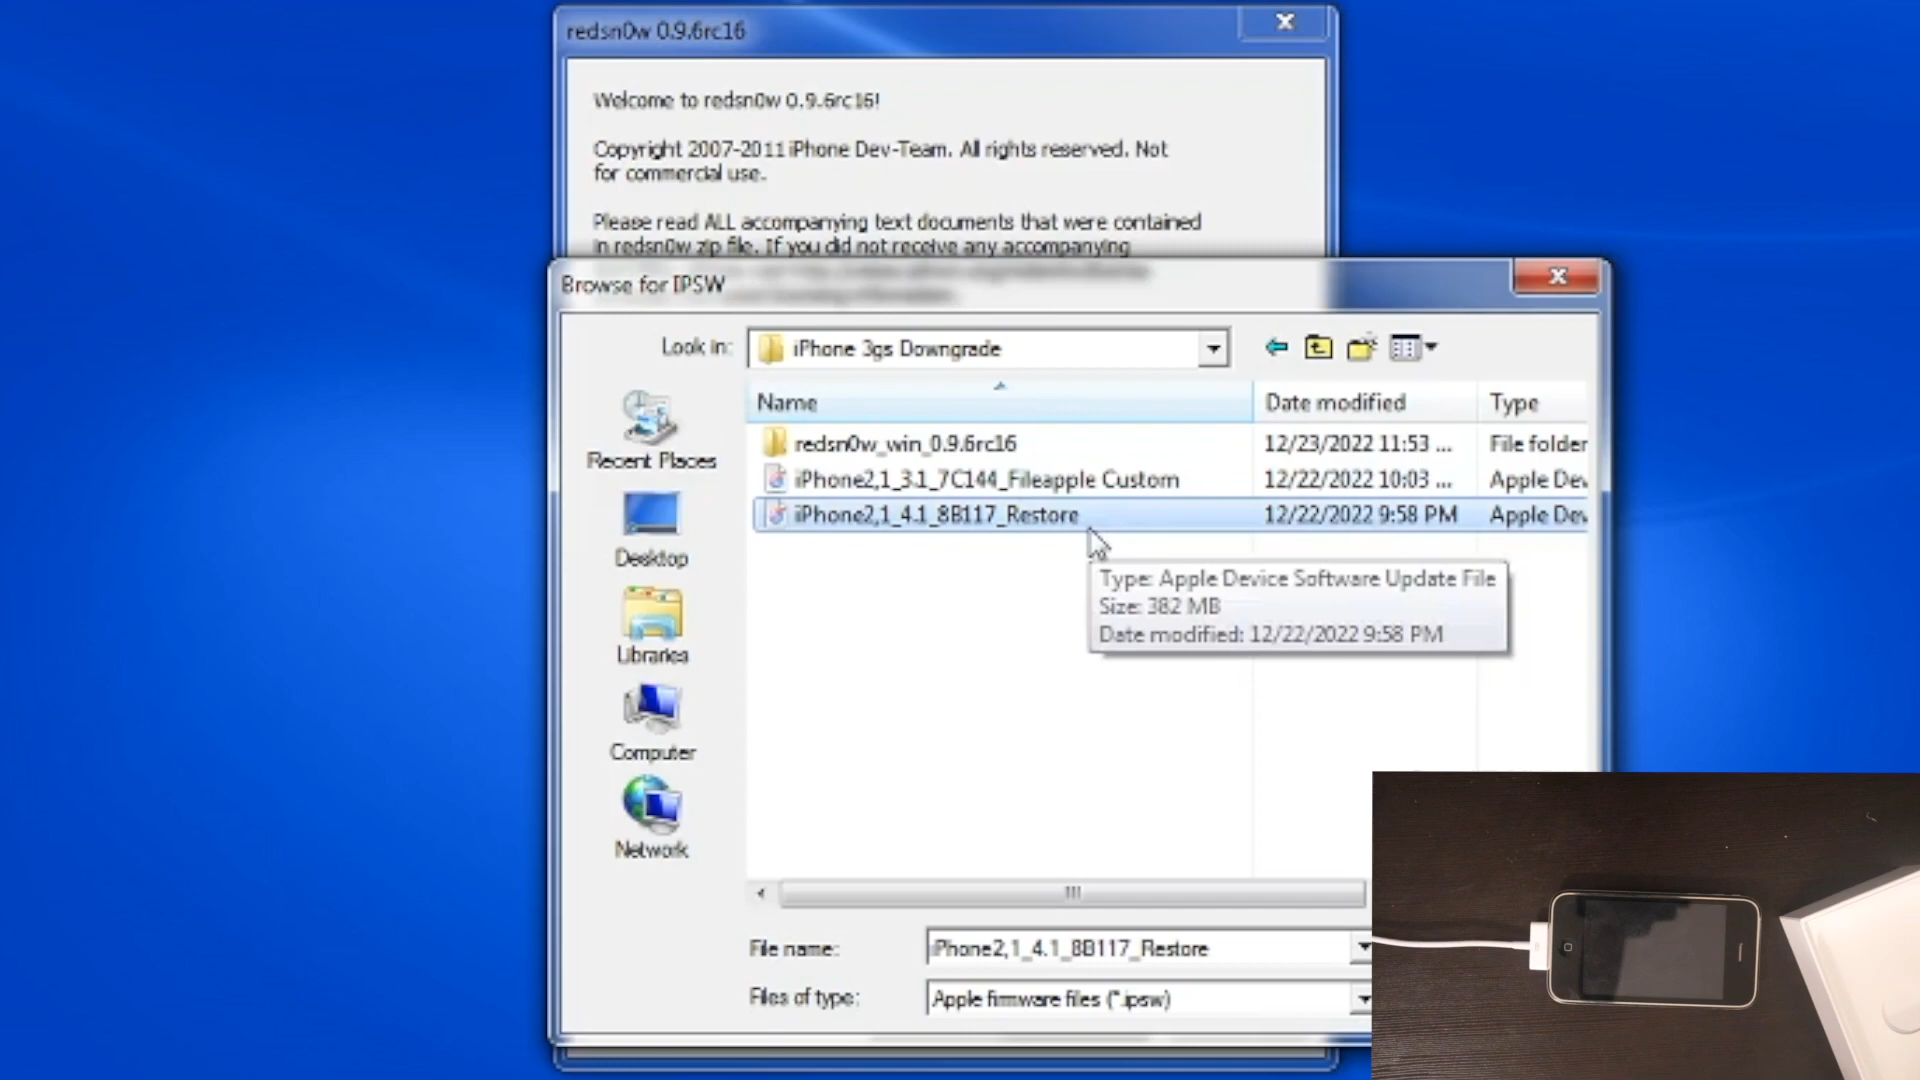 redsn0w 0.9.6rc16
Welcome to redsn0w 0.9.6rc16!
Copyright 2007-2011 iPhone Dev-Team. All rights reserved. Not
for commercial use.
Please read ALL accompanying text documents that were contained
in redsn0w zip file. If you did not receive any accompanying
Browse for IPSW
Look in: iPhone 3gs Downgrade
Name Date modified Type
redsn0w_win_0.9.6rc16 12/23/2022 11:53 ... File folder
iPhone2,1_3.1_7C144_Fileapple Custom 12/22/2022 10:03 ... Apple Dev
iPhone2,1_4.1_8B117_Restore 12/22/2022 9:58 PM Apple Dev
Type: Apple Device Software Update File
Size: 382 MB
Date modified: 12/22/2022 9:58 PM
Recent Places
Desktop
Libraries
Computer
Network
File name: iPhone2,1_4.1_8B117_Restore
Files of type: Apple firmware files (*.ipsw)